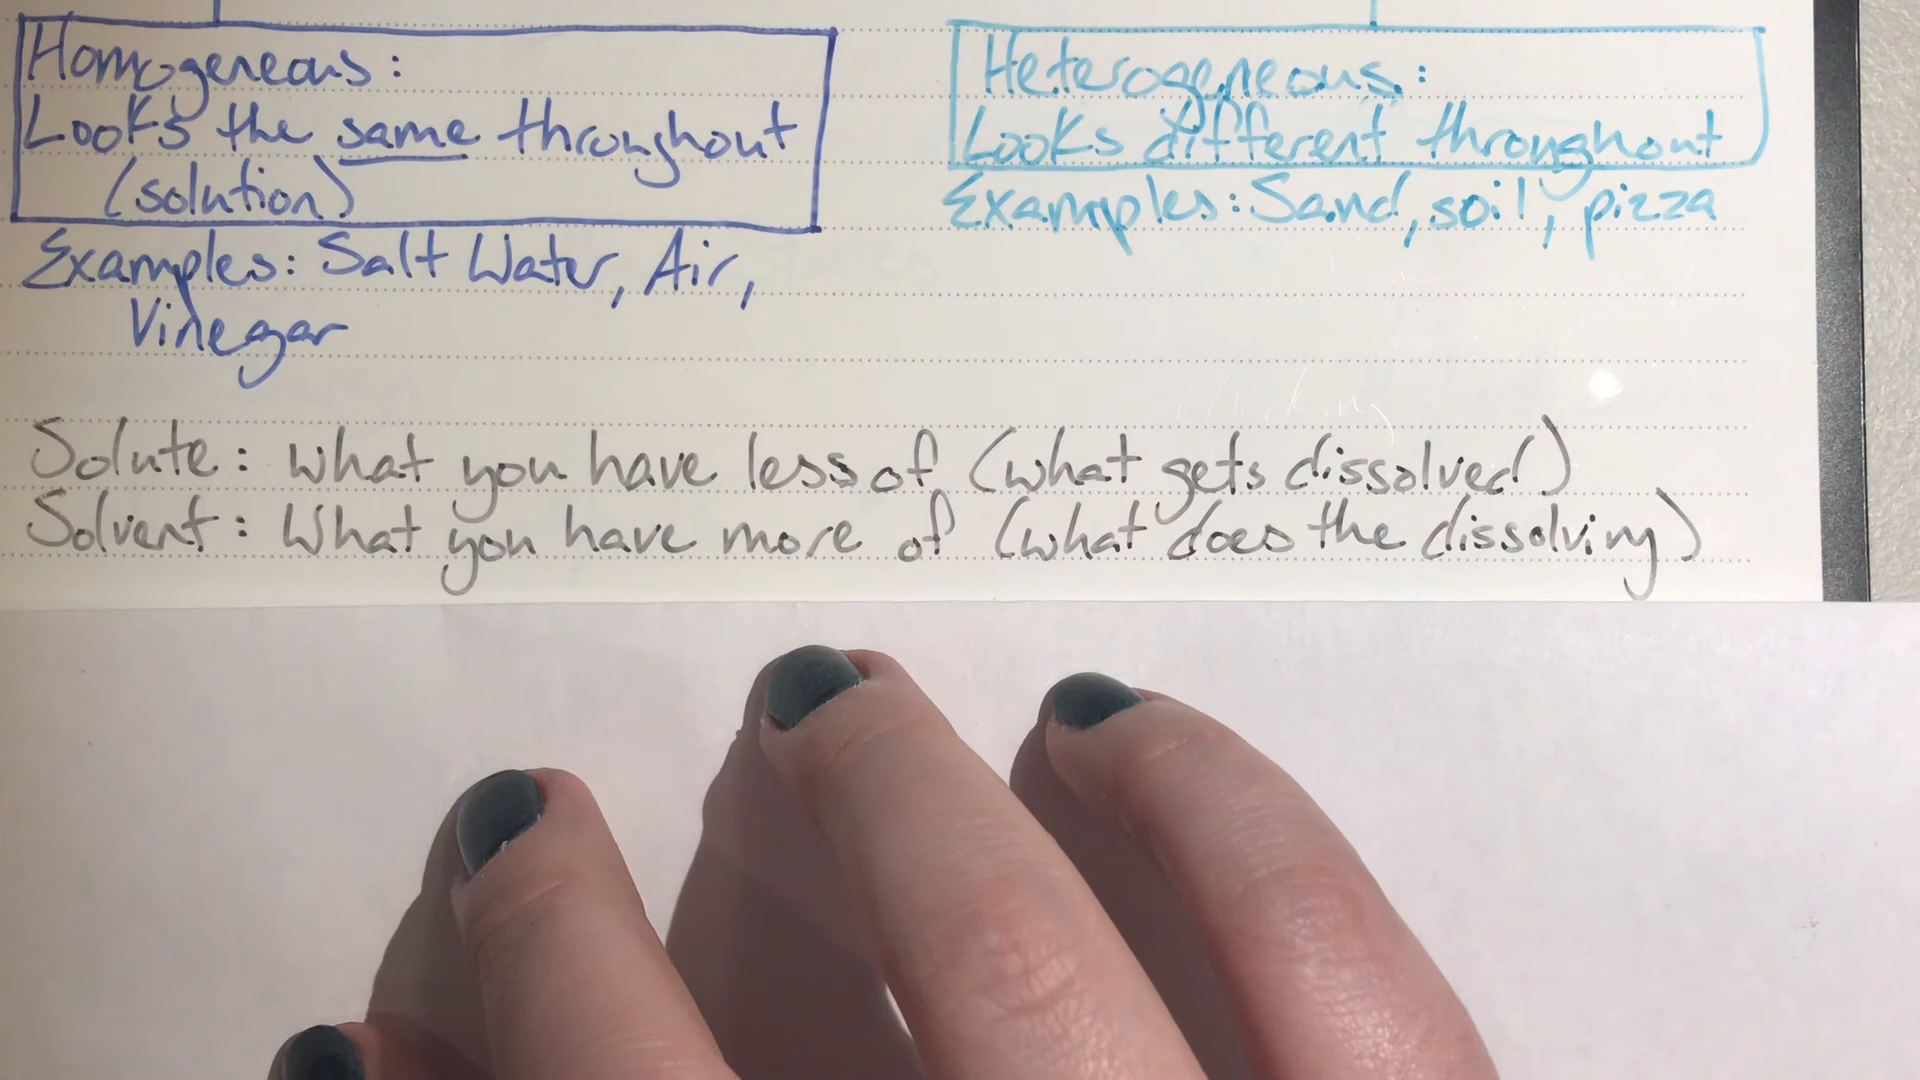 Homogeneous:
Looks the same throughout
(solution)
Examples: Salt Water, Air,
Vinegar
Heterogeneous:
Looks different throughout
Examples: Sand, soil, pizza
Solute: What you have less of (what gets dissolved)
Solvent: What you have more of (what does the dissolving)